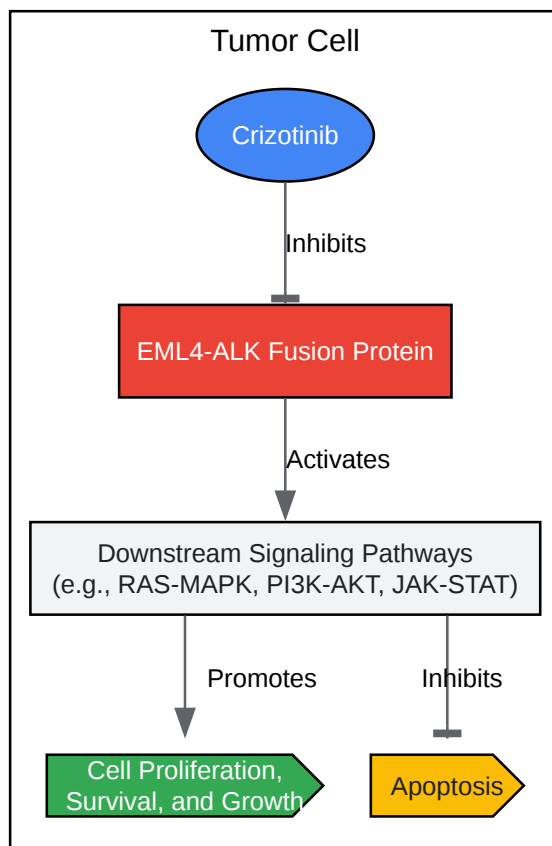 Tumor Cell
Crizotinib
Inhibits
EML4-ALK Fusion Protein
Activates
Downstream Signaling Pathways
(e.g., RAS-MAPK, PI3K-AKT, JAK-STAT)
Promotes
Inhibits
Cell Proliferation,
Survival, and Growth
Apoptosis